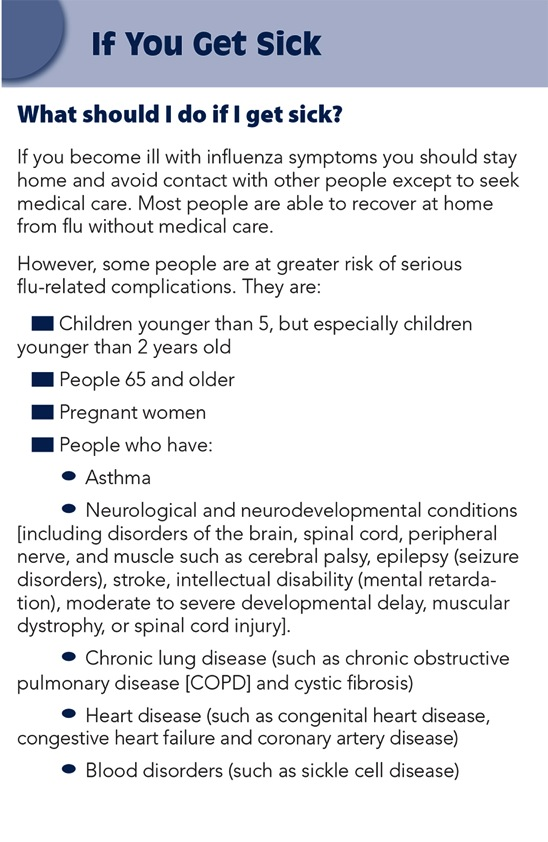 If You Get Sick
What should I do if I get sick?
If you become ill with influenza symptoms you should stay
home and avoid contact with other people except to seek
medical care. Most people are able to recover at home
from flu without medical care.
However, some people are at greater risk of serious
flu-related complications. They are:
Children younger than 5, but especially children
younger than 2 years old
People 65 and older
Pregnant women
People who have:
Asthma
Neurological and neurodevelopmental conditions
[including disorders of the brain, spinal cord, peripheral
nerve, and muscle such as cerebral palsy, epilepsy (seizure
disorders), stroke, intellectual disability (mental retarda-
tion), moderate to severe developmental delay, muscular
dystrophy, or spinal cord injury].
Chronic lung disease (such as chronic obstructive
pulmonary disease [COPD] and cystic fibrosis)
Heart disease (such as congenital heart disease,
congestive heart failure and coronary artery disease)
Blood disorders (such as sickle cell disease)